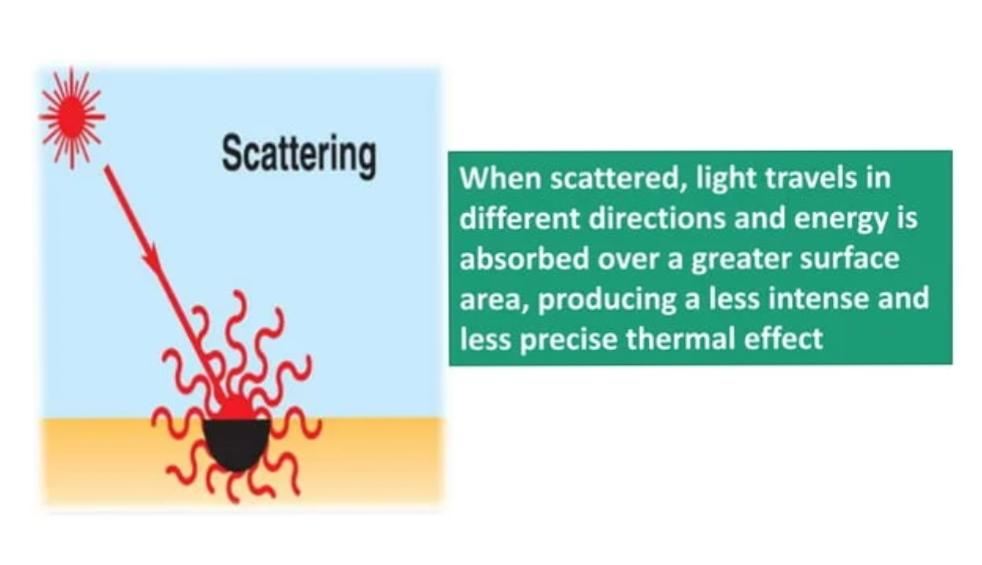 Scattering
When scattered, light travels in
different directions and energy is
absorbed over a greater surface
area, producing a less intense and
less precise thermal effect